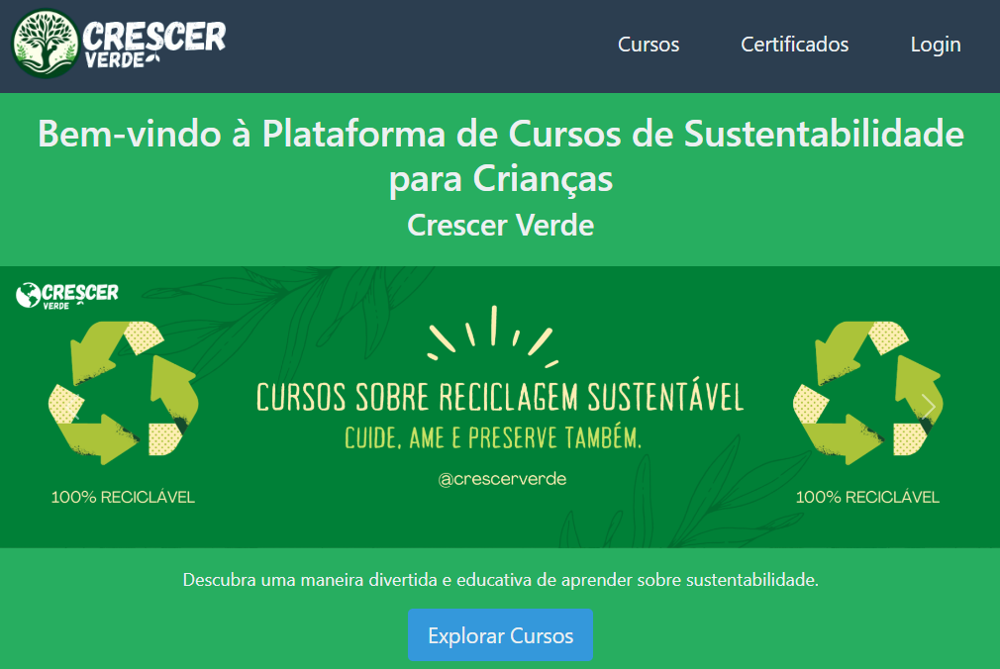 CRESCER
VERDE
Cursos
Certificados
Login
Bem-vindo à Plataforma de Cursos de Sustentabilidade
para Crianças
Crescer Verde
CRESCER
VERDE
CURSOS SOBRE RECICLAGEM SUSTENTÁVEL
CUIDE, AME E PRESERVE TAMBÉM.
@crescerverde
100% RECICLÁVEL
100% RECICLÁVEL
Descubra uma maneira divertida e educativa de aprender sobre sustentabilidade.
Explorar Cursos